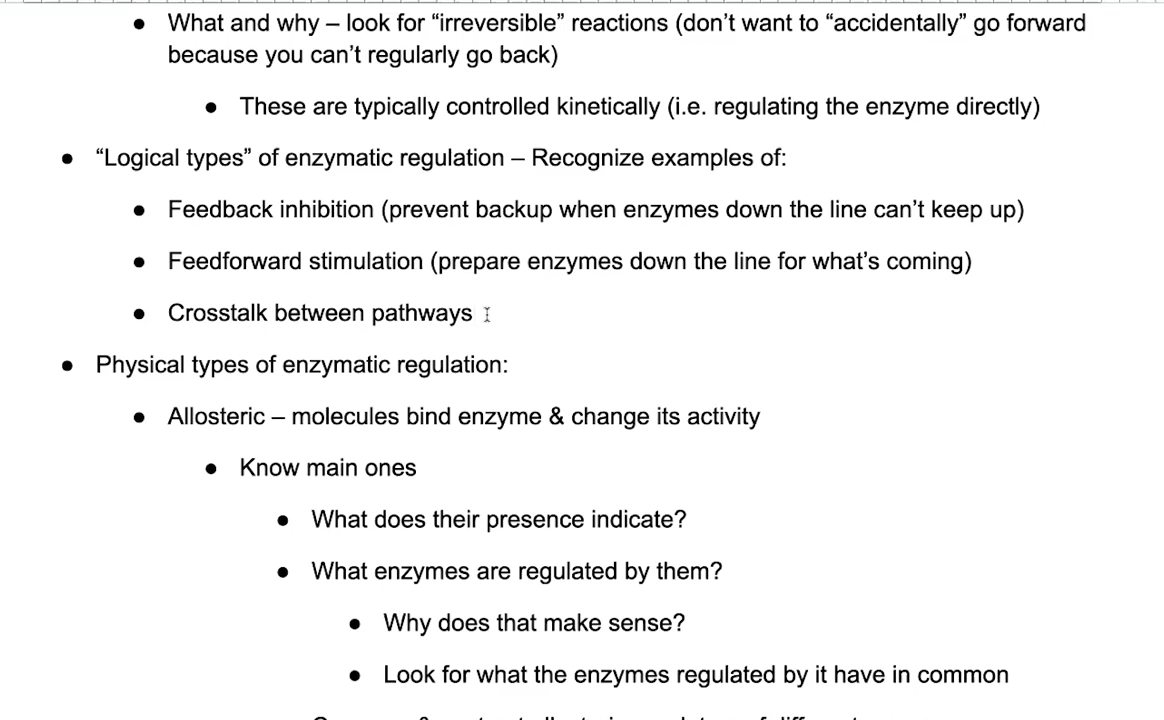 ● What and why – look for “irreversible” reactions (don’t want to “accidentally” go forward
because you can’t regularly go back)
● These are typically controlled kinetically (i.e. regulating the enzyme directly)
● “Logical types” of enzymatic regulation – Recognize examples of:
● Feedback inhibition (prevent backup when enzymes down the line can’t keep up)
● Feedforward stimulation (prepare enzymes down the line for what’s coming)
● Crosstalk between pathways
● Physical types of enzymatic regulation:
● Allosteric – molecules bind enzyme & change its activity
● Know main ones
● What does their presence indicate?
● What enzymes are regulated by them?
● Why does that make sense?
● Look for what the enzymes regulated by it have in common